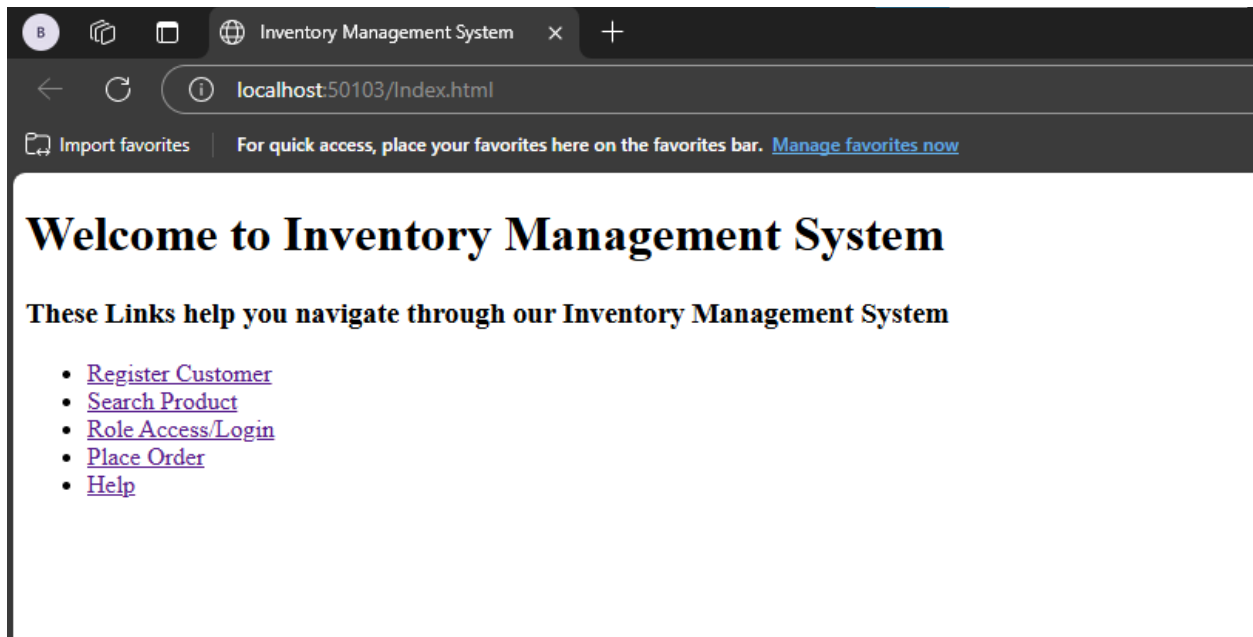 B
Inventory Management System
localhost:50103/Index.html
Import favorites
For quick access, place your favorites here on the favorites bar. Manage favorites now
Welcome to Inventory Management System
These Links help you navigate through our Inventory Management System
Register Customer
Search Product
Role Access/Login
Place Order
Help